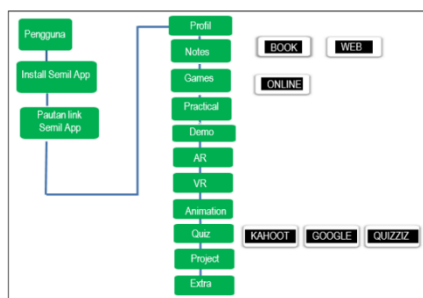 Pengguna
Install Semil App
Pautan link
Semil App
Profil
Notes
BOOK
WEB
Games
ONLINE
Practical
Demo
AR
VR
Animation
Quiz
KAHOOT
GOOGLE
QUIZZIZ
Project
Extra